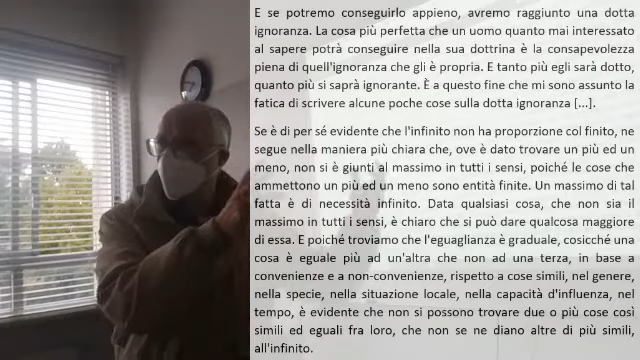 E se potremo conseguirlo appieno, avremo raggiunto una dotta
ignoranza. La cosa più perfetta che un uomo quanto mai interessato
al sapere potrà conseguire nella sua dottrina è la consapevolezza
piena di quell'ignoranza che gli è propria. E tanto più egli sarà dotto,
quanto più si saprà ignorante. È a questo fine che mi sono assunto la
fatica di scrivere alcune poche cose sulla dotta ignoranza [...].
Se è di per sé evidente che l'infinito non ha proporzione col finito, ne
segue nella maniera più chiara che, ove è dato trovare un più ed un
meno, non si è giunti al massimo in tutti i sensi, poiché le cose che
ammettono un più ed un meno sono entità finite. Un massimo di tal
fatta è di necessità infinito. Data qualsiasi cosa, che non sia il
massimo in tutti i sensi, è chiaro che si può dare qualcosa maggiore
di essa. E poiché troviamo che l'eguaglianza è graduale, cosicché una
cosa è eguale più ad un'altra che non ad una terza, in base a
convenienze e a non-convenienze, rispetto a cose simili, nel genere,
nella specie, nella situazione locale, nella capacità d'influenza, nel
tempo, è evidente che non si possono trovare due o più cose così
simili ed eguali fra loro, che non se ne diano altre di più simili,
all'infinito.